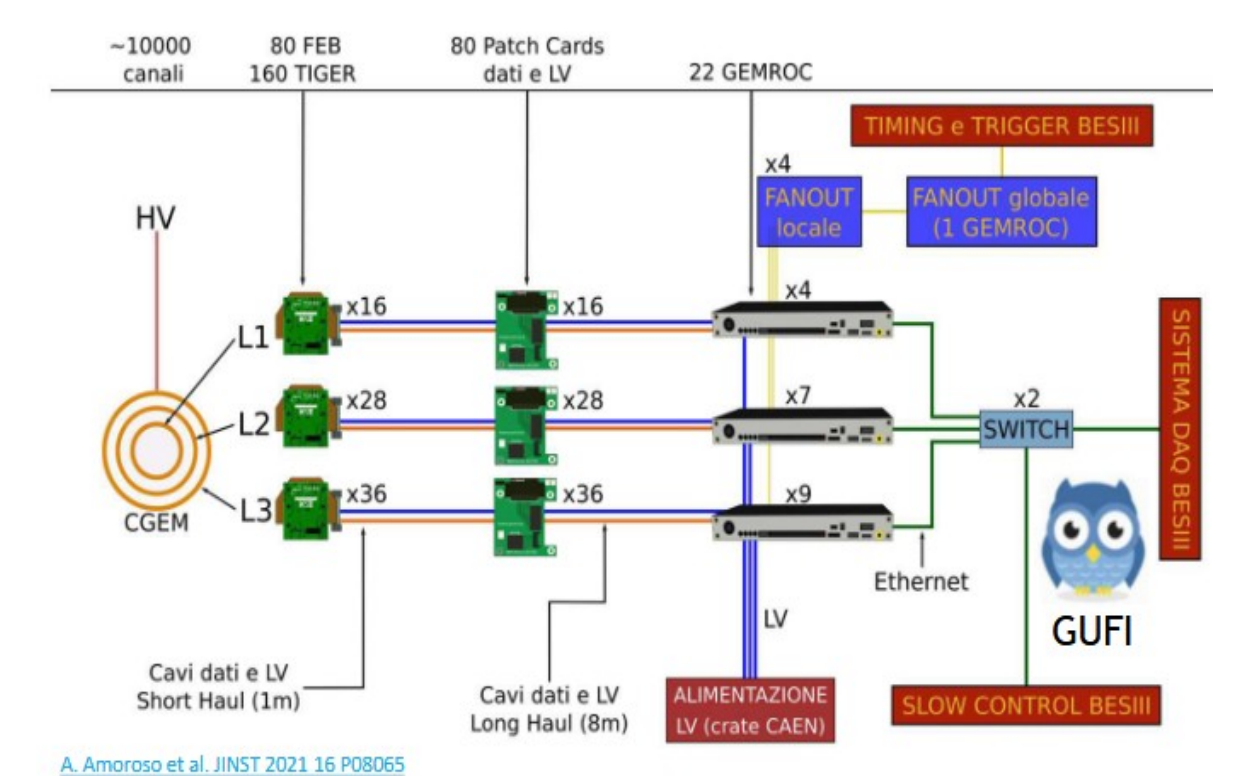 ~10000
canali
80 FEB
160 TIGER
80 Patch Cards
dati e LV
22 GEMROC
TIMING e TRIGGER BESIII
x4
FANOUT
locale
FANOUT globale
(1 GEMROC)
HV
x16
x16
x4
L1
x28
x28
x7
L2
x2
SWITCH
SISTEMA DAQ BESIII
x36
x36
x9
L3
CGEM
Ethernet
GUFI
LV
Cavi dati e LV
Short Haul (1m)
Cavi dati e LV
Long Haul (8m)
ALIMENTAZIONE
LV (crate CAEN)
SLOW CONTROL BESIII
A. Amoroso et al. JINST 2021 16 P08065